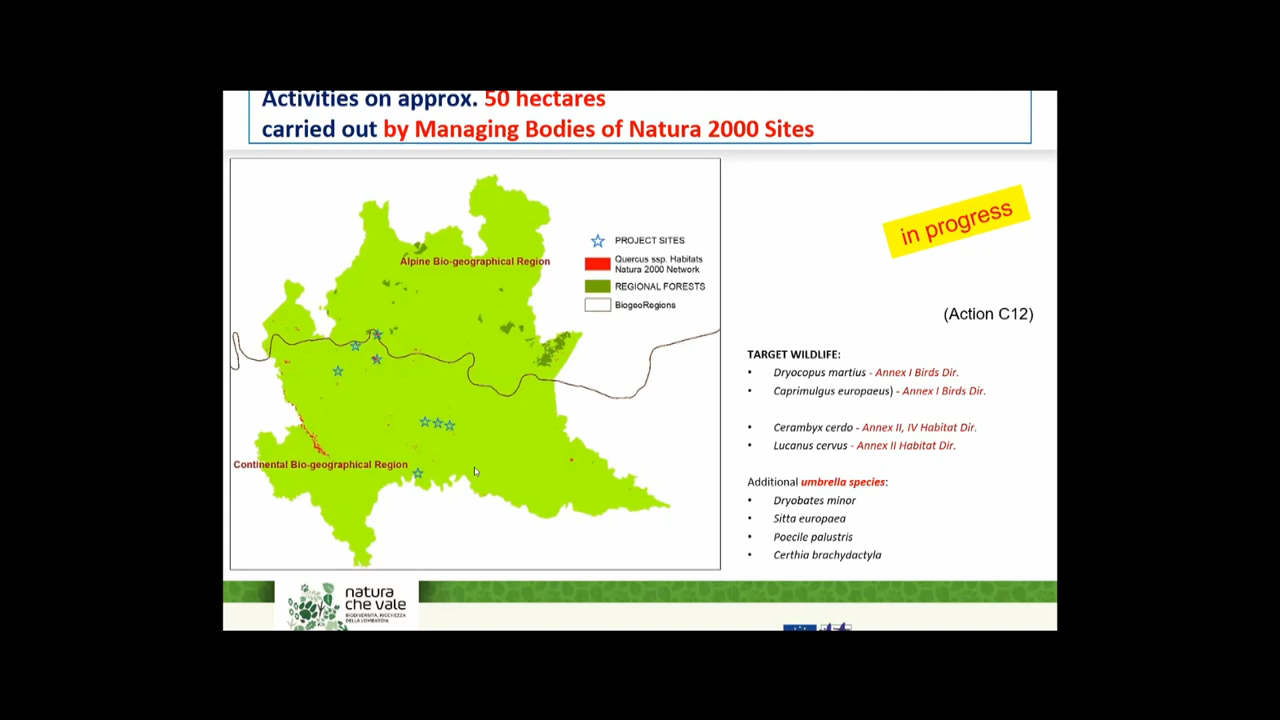 Activities on approx. 50 hectares
carried out by Managing Bodies of Natura 2000 Sites
in progress
PROJECT SITES
Quercus ssp. Habitats
Natura 2000 Network
REGIONAL FORESTS
BiogeoRegions
Alpine Bio-geographical Region
Continental Bio-geographical Region
(Action C12)
TARGET WILDLIFE:
• Dryocopus martius - Annex I Birds Dir.
• Caprimulgus europaeus) - Annex I Birds Dir.
• Cerambyx cerdo - Annex II, IV Habitat Dir.
• Lucanus cervus - Annex II Habitat Dir.
Additional umbrella species:
• Dryobates minor
• Sitta europaea
• Poecile palustris
• Certhia brachydactyla
natura
che vale
BIODIVERSITÀ, RICCHEZZA
DELLA LOMBARDIA